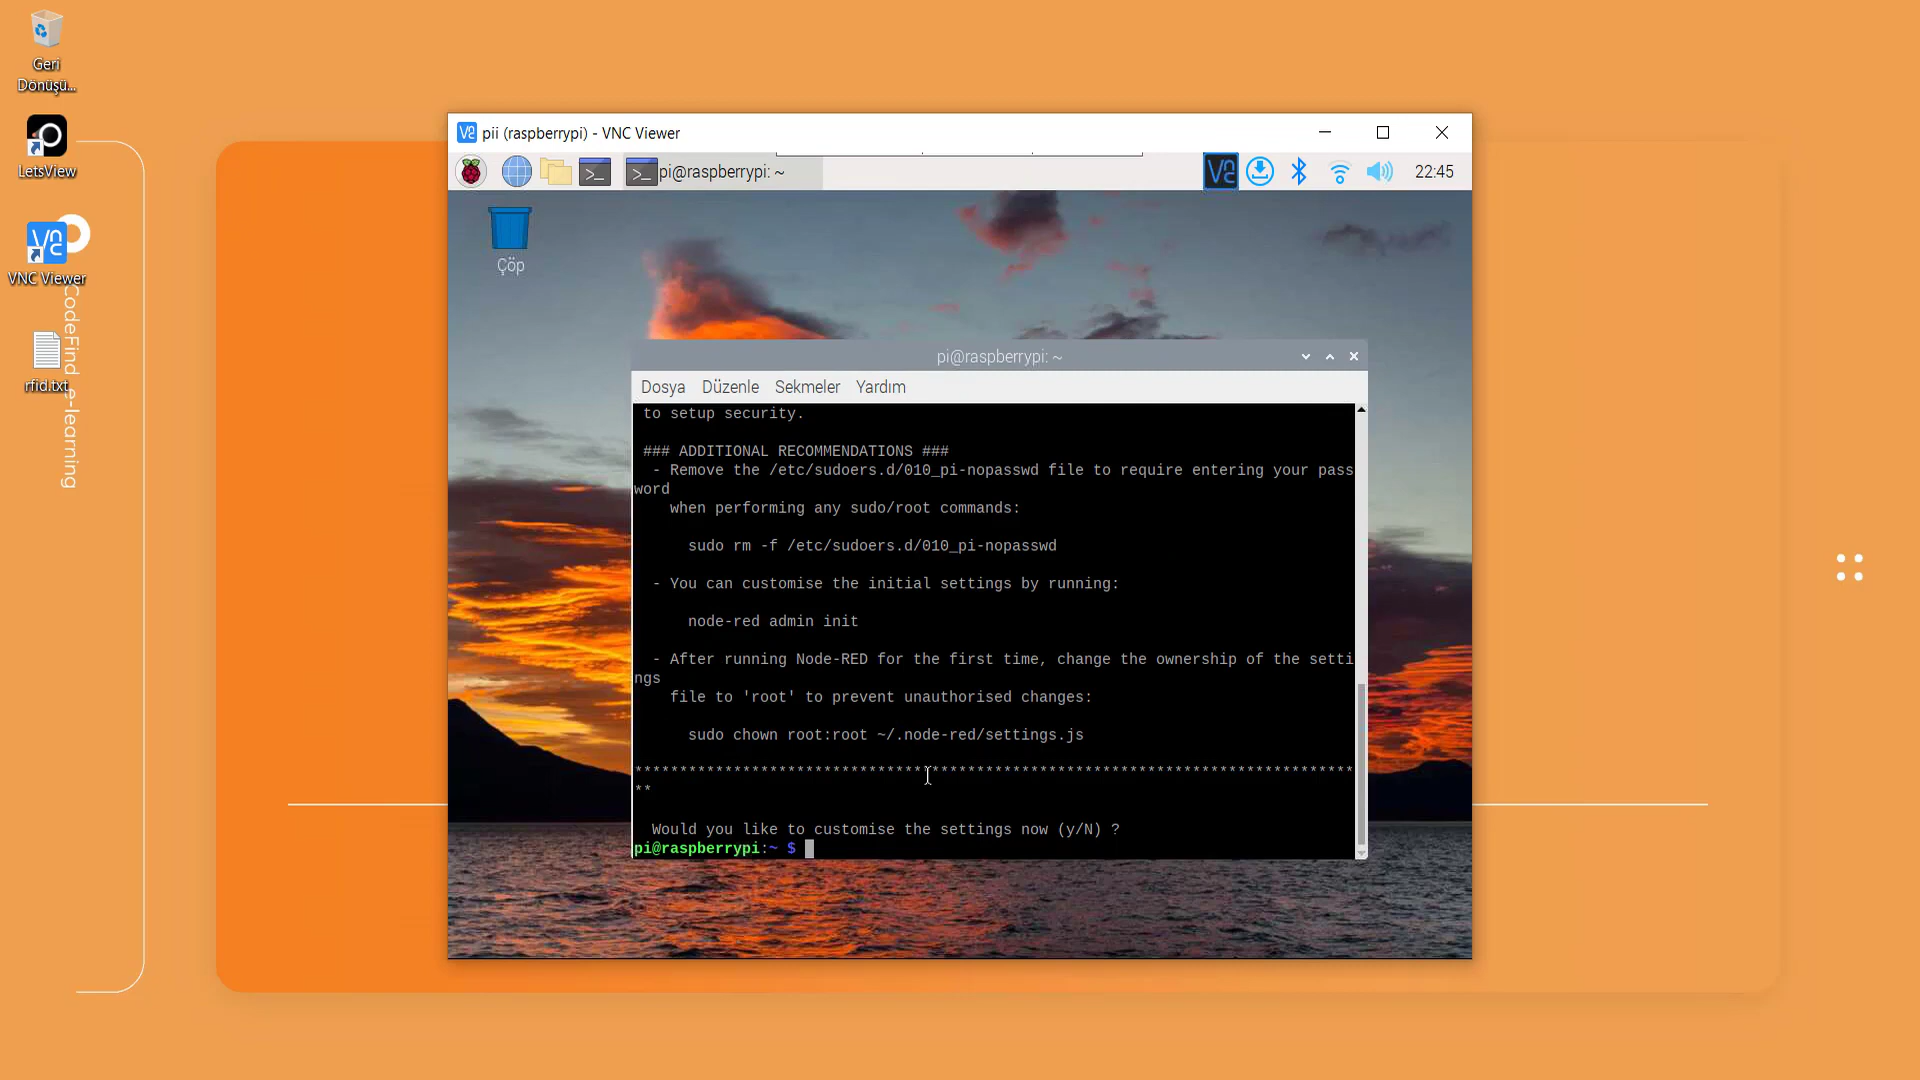 Geri
Dönüşü...
LetsView
VNC Viewer
rfid.txt
CodeFind e-learning
pii (raspberrypi) - VNC Viewer
pi@raspberrypi: ~
22:45
Çöp
pi@raspberrypi: ~
Dosya Düzenle Sekmeler Yardım
to setup security.
### ADDITIONAL RECOMMENDATIONS ###
- Remove the /etc/sudoers.d/010_pi-nopasswd file to require entering your pass
word
when performing any sudo/root commands:
sudo rm -f /etc/sudoers.d/010_pi-nopasswd
- You can customise the initial settings by running:
node-red admin init
- After running Node-RED for the first time, change the ownership of the setti
ngs
file to 'root' to prevent unauthorised changes:
sudo chown root:root ~/.node-red/settings.js
********************************************************************************
**
Would you like to customise the settings now (y/N) ?
pi@raspberrypi:~ $